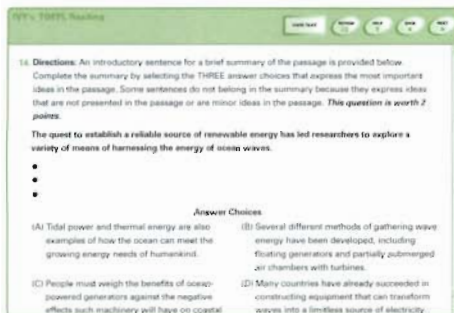 IVY's TOEFL Reading
VIEW TEXT REVIEW HELP BACK NEXT
14. Directions: An introductory sentence for a brief summary of the passage is provided below.
Complete the summary by selecting the THREE answer choices that express the most important
ideas in the passage. Some sentences do not belong in the summary because they express ideas
that are not presented in the passage or are minor ideas in the passage. This question is worth 2
points.
The quest to establish a reliable source of renewable energy has led researchers to explore a
variety of means of harnessing the energy of ocean waves.
•
•
•
Answer Choices
(A) Tidal power and thermal energy are also
examples of how the ocean can meet the
growing energy needs of humankind.
(B) Several different methods of gathering wave
energy have been developed, including
floating generators and partially submerged
air chambers with turbines.
(C) People must weigh the benefits of ocean-
powered generators against the negative
effects such machinery will have on coastal
(D) Many countries have already succeeded in
constructing equipment that can transform
waves into a limitless source of electricity